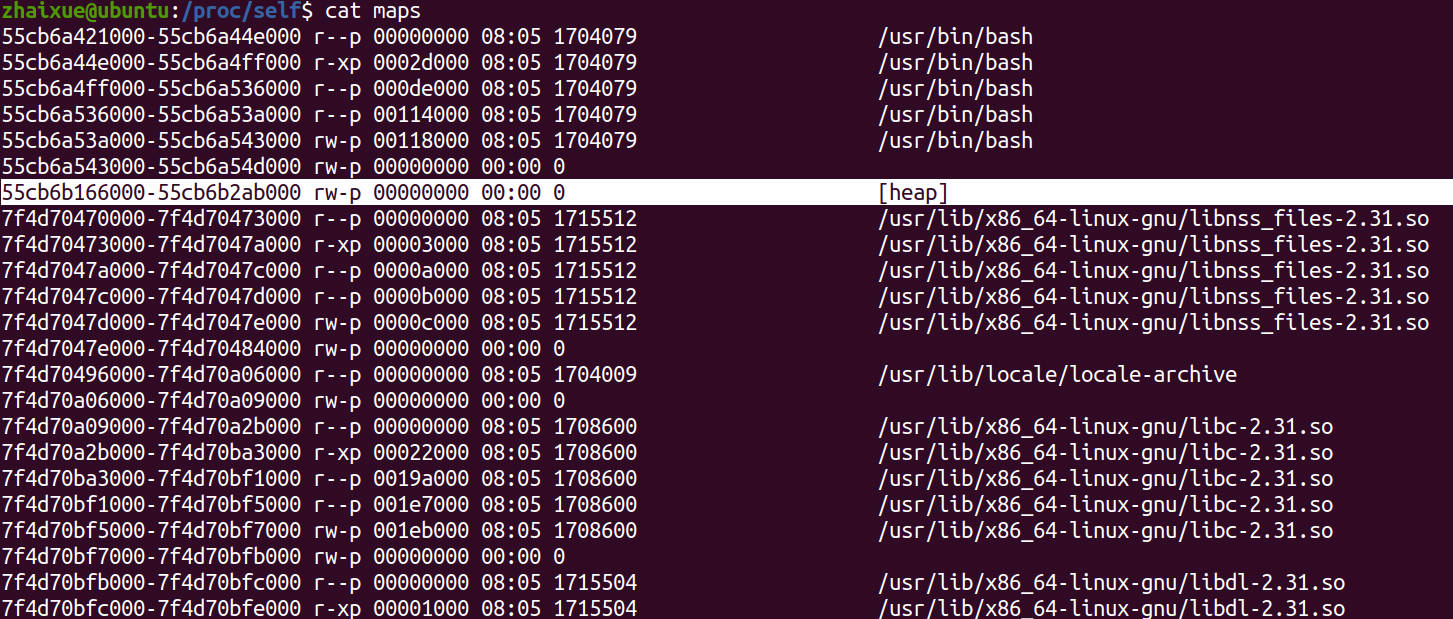 zhaixue@ubuntu:/proc/self$ cat maps
55cb6a421000-55cb6a44e000 r--p 00000000 08:05 1704079 /usr/bin/bash
55cb6a44e000-55cb6a4ff000 r-xp 0002d000 08:05 1704079 /usr/bin/bash
55cb6a4ff000-55cb6a536000 r--p 000de000 08:05 1704079 /usr/bin/bash
55cb6a536000-55cb6a53a000 r--p 00114000 08:05 1704079 /usr/bin/bash
55cb6a53a000-55cb6a543000 rw-p 00118000 08:05 1704079 /usr/bin/bash
55cb6a543000-55cb6a54d000 rw-p 00000000 00:00 0
55cb6b166000-55cb6b2ab000 rw-p 00000000 00:00 0 [heap]
7f4d70470000-7f4d70473000 r--p 00000000 08:05 1715512 /usr/lib/x86_64-linux-gnu/libnss_files-2.31.so
7f4d70473000-7f4d7047a000 r-xp 00003000 08:05 1715512 /usr/lib/x86_64-linux-gnu/libnss_files-2.31.so
7f4d7047a000-7f4d7047c000 r--p 0000a000 08:05 1715512 /usr/lib/x86_64-linux-gnu/libnss_files-2.31.so
7f4d7047c000-7f4d7047d000 r--p 0000b000 08:05 1715512 /usr/lib/x86_64-linux-gnu/libnss_files-2.31.so
7f4d7047d000-7f4d7047e000 rw-p 0000c000 08:05 1715512 /usr/lib/x86_64-linux-gnu/libnss_files-2.31.so
7f4d7047e000-7f4d70484000 rw-p 00000000 00:00 0
7f4d70496000-7f4d70a06000 r--p 00000000 08:05 1704009 /usr/lib/locale/locale-archive
7f4d70a06000-7f4d70a09000 rw-p 00000000 00:00 0
7f4d70a09000-7f4d70a2b000 r--p 00000000 08:05 1708600 /usr/lib/x86_64-linux-gnu/libc-2.31.so
7f4d70a2b000-7f4d70ba3000 r-xp 00022000 08:05 1708600 /usr/lib/x86_64-linux-gnu/libc-2.31.so
7f4d70ba3000-7f4d70bf1000 r--p 0019a000 08:05 1708600 /usr/lib/x86_64-linux-gnu/libc-2.31.so
7f4d70bf1000-7f4d70bf5000 r--p 001e7000 08:05 1708600 /usr/lib/x86_64-linux-gnu/libc-2.31.so
7f4d70bf5000-7f4d70bf7000 rw-p 001eb000 08:05 1708600 /usr/lib/x86_64-linux-gnu/libc-2.31.so
7f4d70bf7000-7f4d70bfb000 rw-p 00000000 00:00 0
7f4d70bfb000-7f4d70bfc000 r--p 00000000 08:05 1715504 /usr/lib/x86_64-linux-gnu/libdl-2.31.so
7f4d70bfc000-7f4d70bfe000 r-xp 00001000 08:05 1715504 /usr/lib/x86_64-linux-gnu/libdl-2.31.so